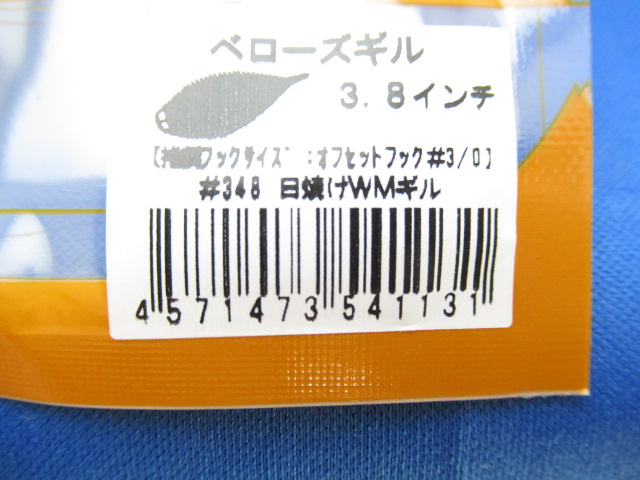 ベローズギル
3.8インチ
フックサイズ゛:オフセットフック#3/0】
#348 日焼けWMギル
4571473541131